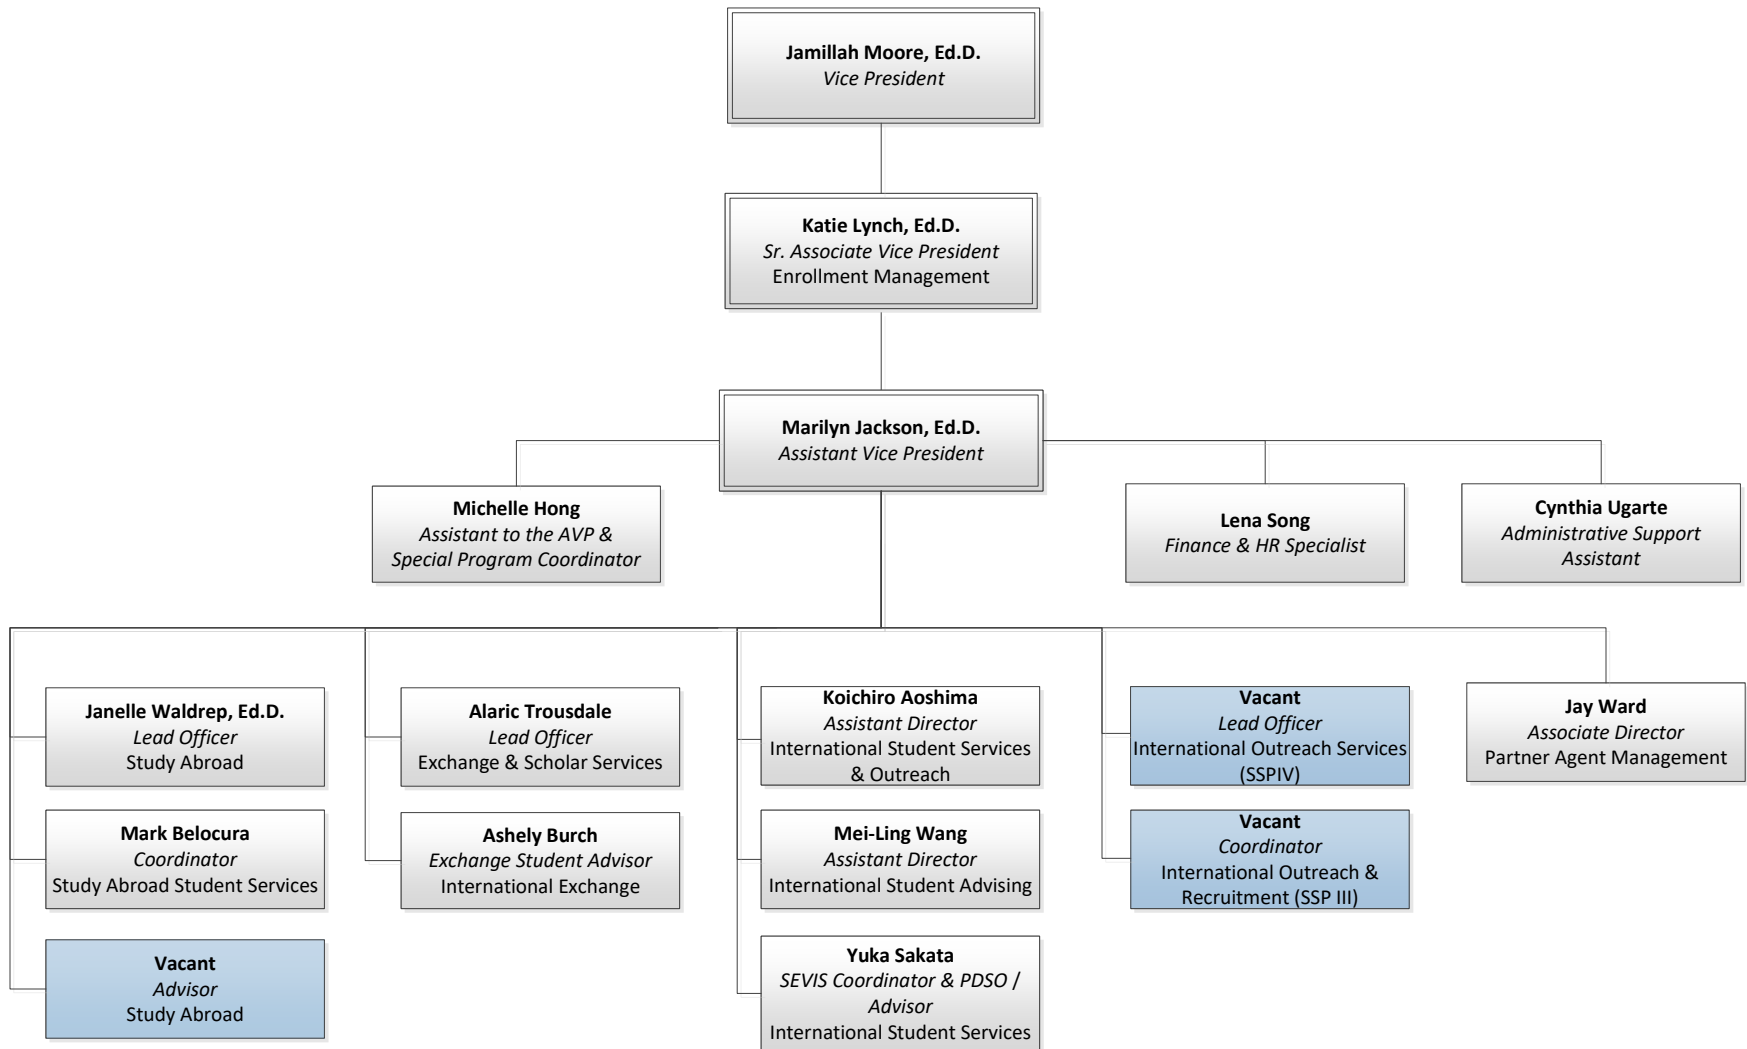 Jamillah Moore, Ed.D.
Vice President
Katie Lynch, Ed.D.
Sr. Associate Vice President
Enrollment Management
Marilyn Jackson, Ed.D.
Assistant Vice President
Michelle Hong
Assistant to the AVP &
Special Program Coordinator
Lena Song
Finance & HR Specialist
Cynthia Ugarte
Administrative Support
Assistant
Janelle Waldrep, Ed.D.
Lead Officer
Study Abroad
Mark Belocura
Coordinator
Study Abroad Student Services
Vacant
Advisor
Study Abroad
Alaric Trousdale
Lead Officer
Exchange & Scholar Services
Ashely Burch
Exchange Student Advisor
International Exchange
Koichiro Aoshima
Assistant Director
International Student Services
& Outreach
Mei-Ling Wang
Assistant Director
International Student Advising
Yuka Sakata
SEVIS Coordinator & PDSO /
Advisor
International Student Services
Vacant
Lead Officer
International Outreach Services
(SSPIV)
Vacant
Coordinator
International Outreach &
Recruitment (SSP III)
Jay Ward
Associate Director
Partner Agent Management